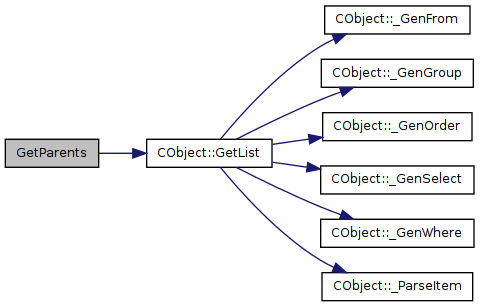 GetParents
CObject::GetList
CObject::_GenFrom
CObject::_GenGroup
CObject::_GenOrder
CObject::_GenSelect
CObject::_GenWhere
CObject::_ParseItem